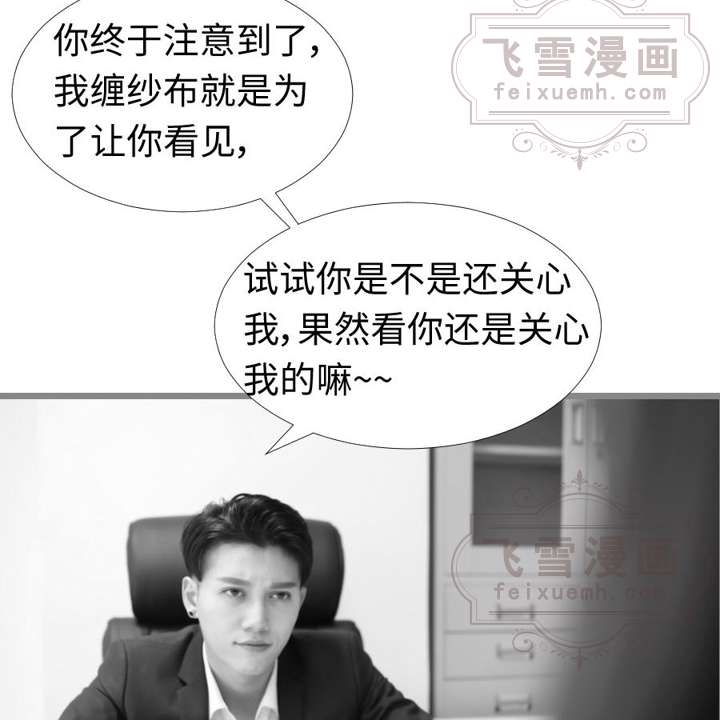 飞雪漫画
feixuemh.com
你终于注意到了,
我缠纱布就是为
了让你看见,
试试你是不是还关心
我,果然看你还是关心
我的嘛~~
飞雪漫画
feixuemh.com